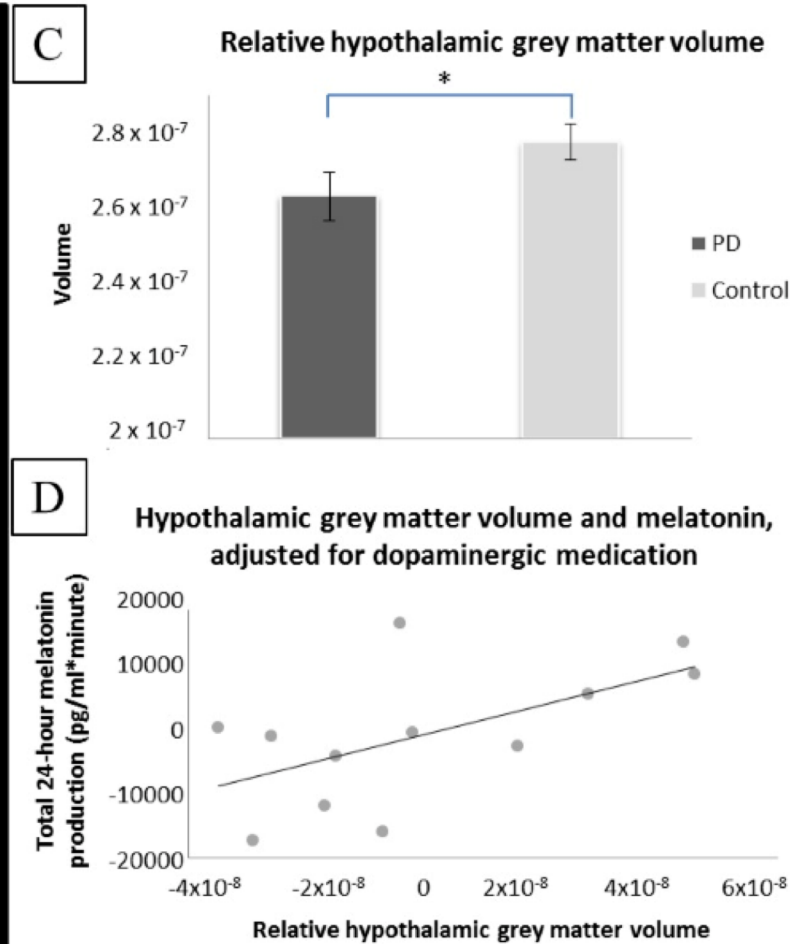 C
Relative hypothalamic grey matter volume
*
2.8 x 10⁻⁷
2.6 x 10⁻⁷
2.4 x 10⁻⁷
2.2 x 10⁻⁷
2 x 10⁻⁷
Volume
PD
Control
D
Hypothalamic grey matter volume and melatonin,
adjusted for dopaminergic medication
Total 24-hour melatonin
production (pg/ml*minute)
20000
10000
0
-10000
-20000
-4x10⁻⁸ -2x10⁻⁸ 0 2x10⁻⁸ 4x10⁻⁸ 6x10⁻⁸
Relative hypothalamic grey matter volume